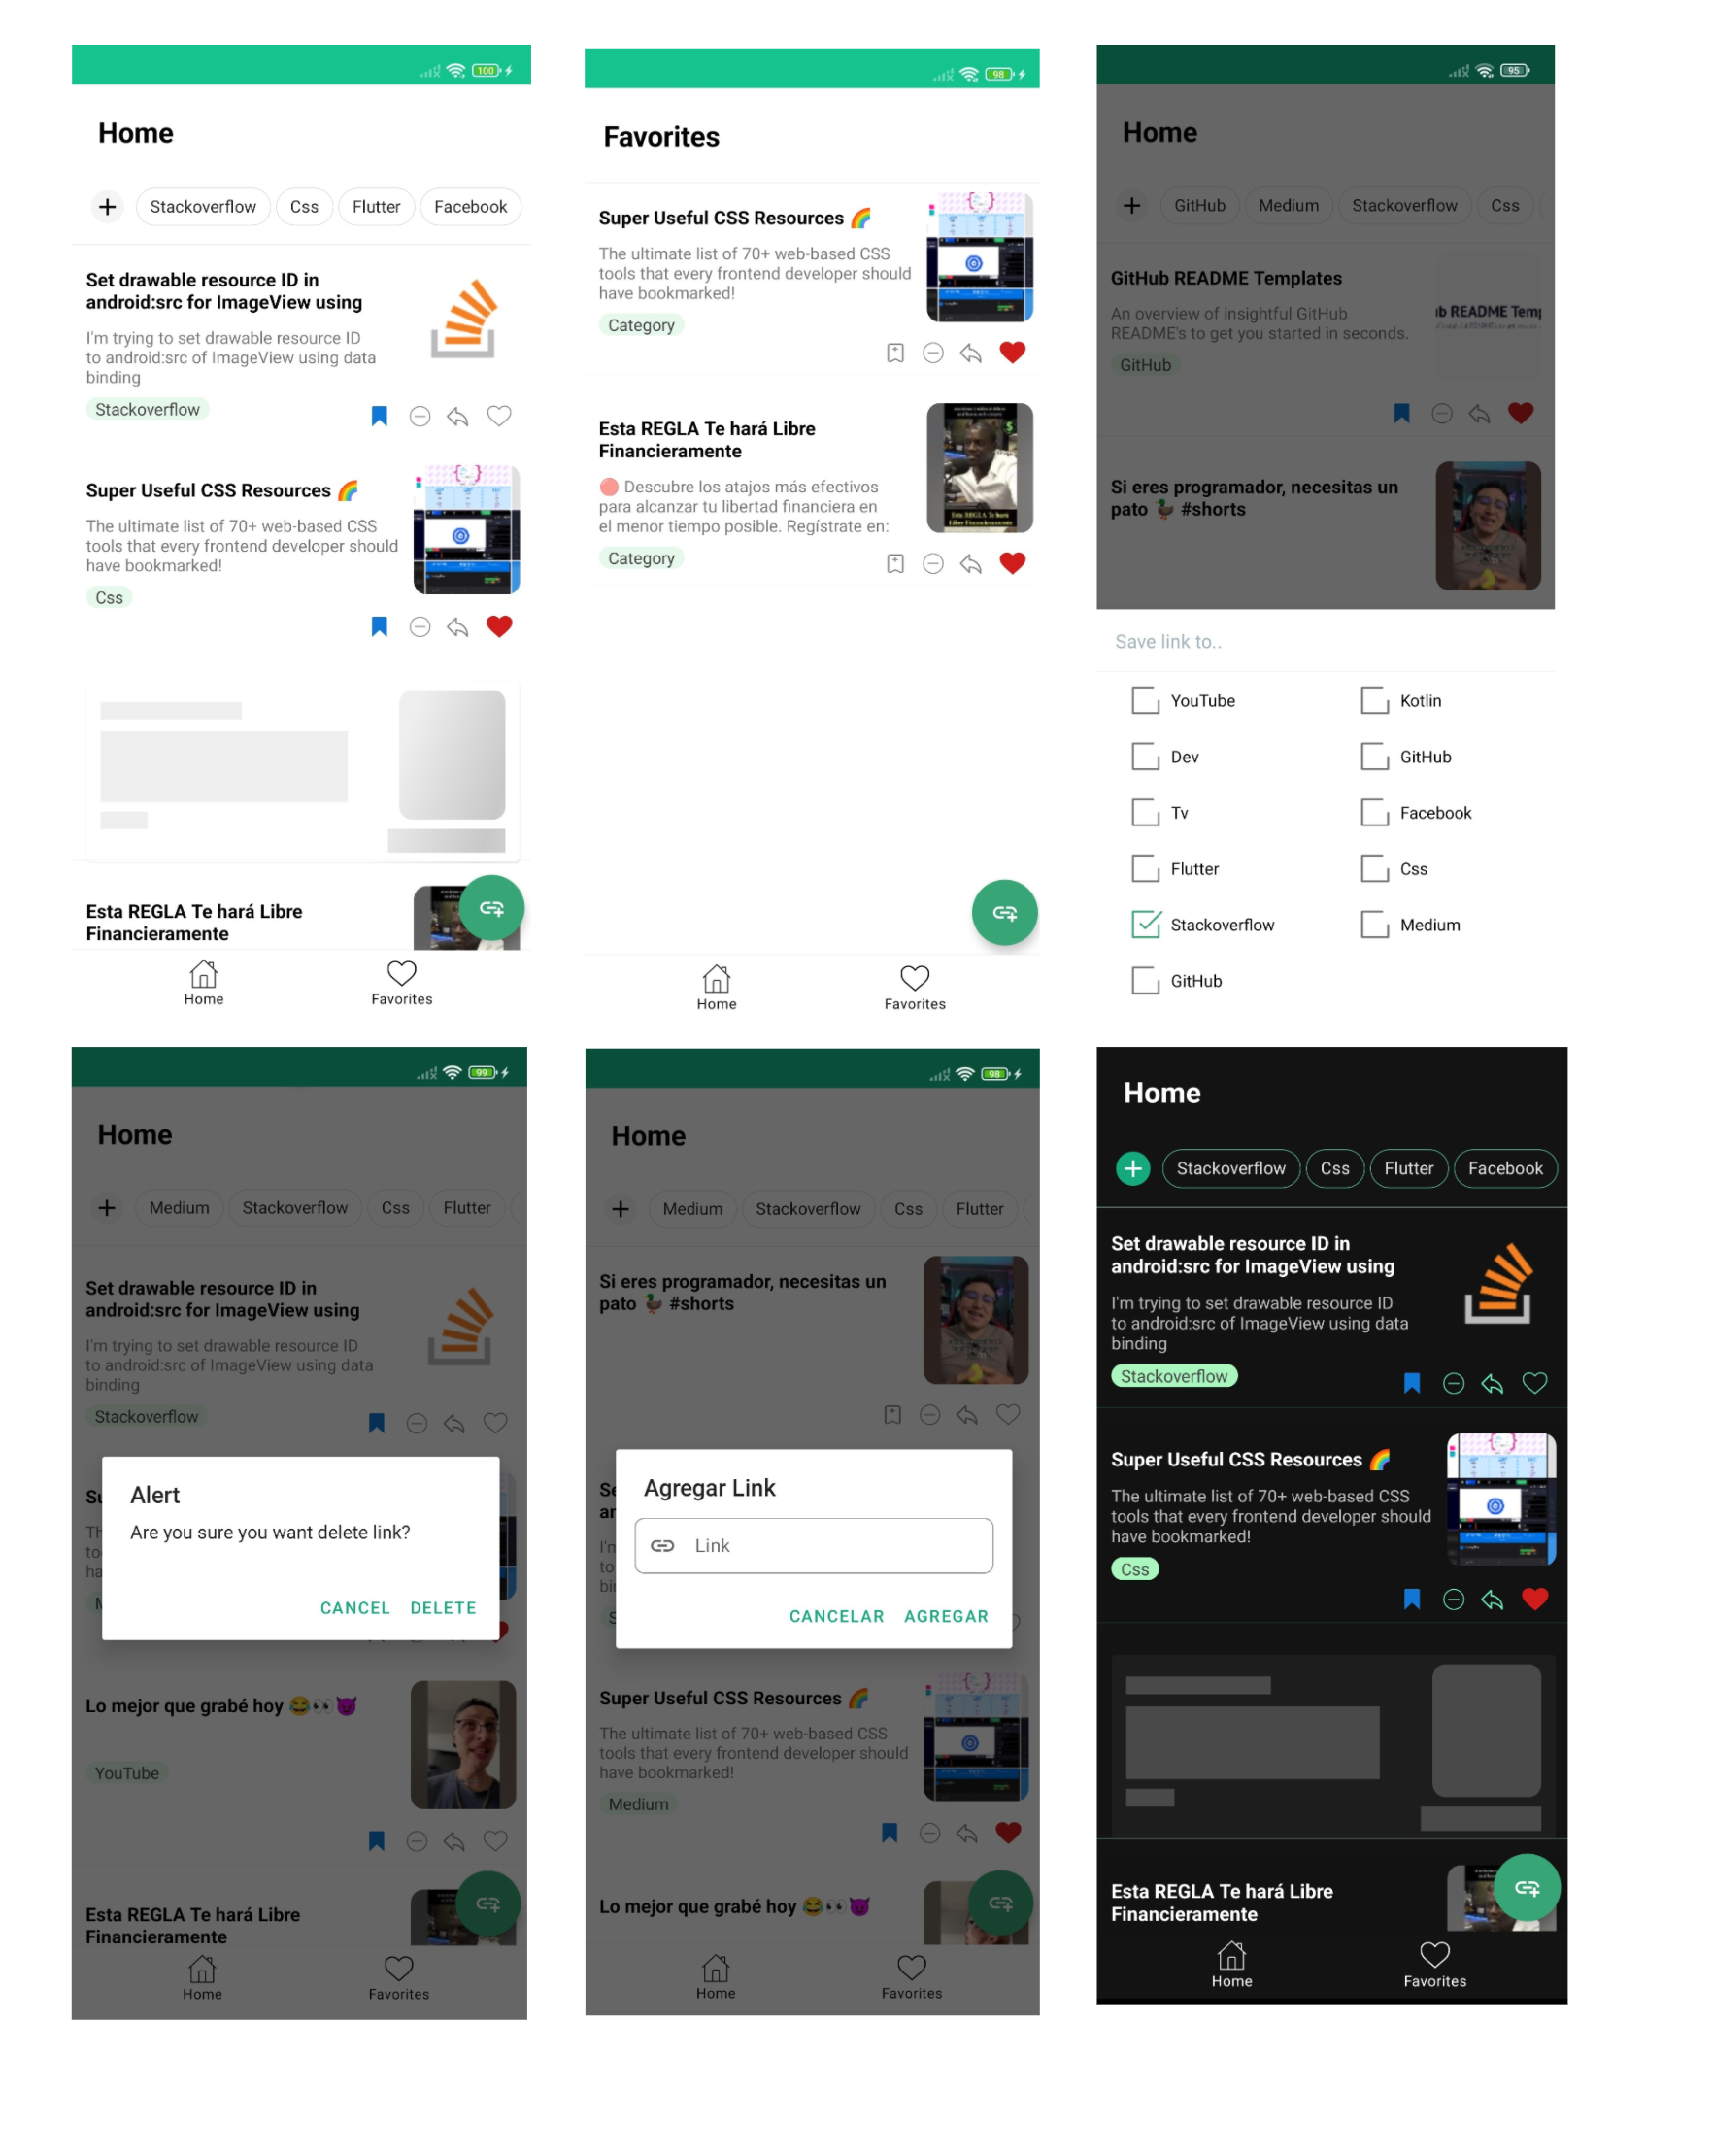 100
Home
Stackoverflow
Css
Flutter
Facebook
Set drawable resource ID in
android:src for ImageView using
I'm trying to set drawable resource ID
to android:src of ImageView using data
binding
Stackoverflow
Super Useful CSS Resources 🌈
The ultimate list of 70+ web-based CSS
tools that every frontend developer should
have bookmarked!
Css
Esta REGLA Te hará Libre
Financieramente
Home
Favorites
98
Favorites
Super Useful CSS Resources 🌈
The ultimate list of 70+ web-based CSS
tools that every frontend developer should
have bookmarked!
Category
Esta REGLA Te hará Libre
Financieramente
🔴 Descubre los atajos más efectivos
para alcanzar tu libertad financiera en
el menor tiempo posible. Regístrate en:
Category
Esta REGLA Te hará
Libre Financieramente
Home
Favorites
95
Home
GitHub
Medium
Stackoverflow
Css
GitHub README Templates
An overview of insightful GitHub
README's to get you started in seconds.
GitHub
b README Temp
Si eres programador, necesitas un
pato 🦆 #shorts
Save link to..
YouTube
Kotlin
Dev
GitHub
Tv
Facebook
Flutter
Css
Stackoverflow
Medium
GitHub
99
Home
Medium
Stackoverflow
Css
Flutter
Set drawable resource ID in
android:src for ImageView using
I'm trying to set drawable resource ID
to android:src of ImageView using data
binding
Stackoverflow
Su
Th
to
ha
Alert
Are you sure you want delete link?
CANCEL
DELETE
Lo mejor que grabé hoy 😂👀😈
YouTube
Esta REGLA Te hará Libre
Financieramente
Home
Favorites
98
Home
Medium
Stackoverflow
Css
Flutter
Si eres programador, necesitas un
pato 🦆 #shorts
Se
ar
I'm
to
bi
S
Agregar Link
Link
CANCELAR
AGREGAR
Super Useful CSS Resources 🌈
The ultimate list of 70+ web-based CSS
tools that every frontend developer should
have bookmarked!
Medium
Lo mejor que grabé hoy 😂👀😈
Home
Favorites
Home
Stackoverflow
Css
Flutter
Facebook
Set drawable resource ID in
android:src for ImageView using
I'm trying to set drawable resource ID
to android:src of ImageView using data
binding
Stackoverflow
Super Useful CSS Resources 🌈
The ultimate list of 70+ web-based CSS
tools that every frontend developer should
have bookmarked!
Css
Esta REGLA Te hará Libre
Financieramente
Home
Favorites